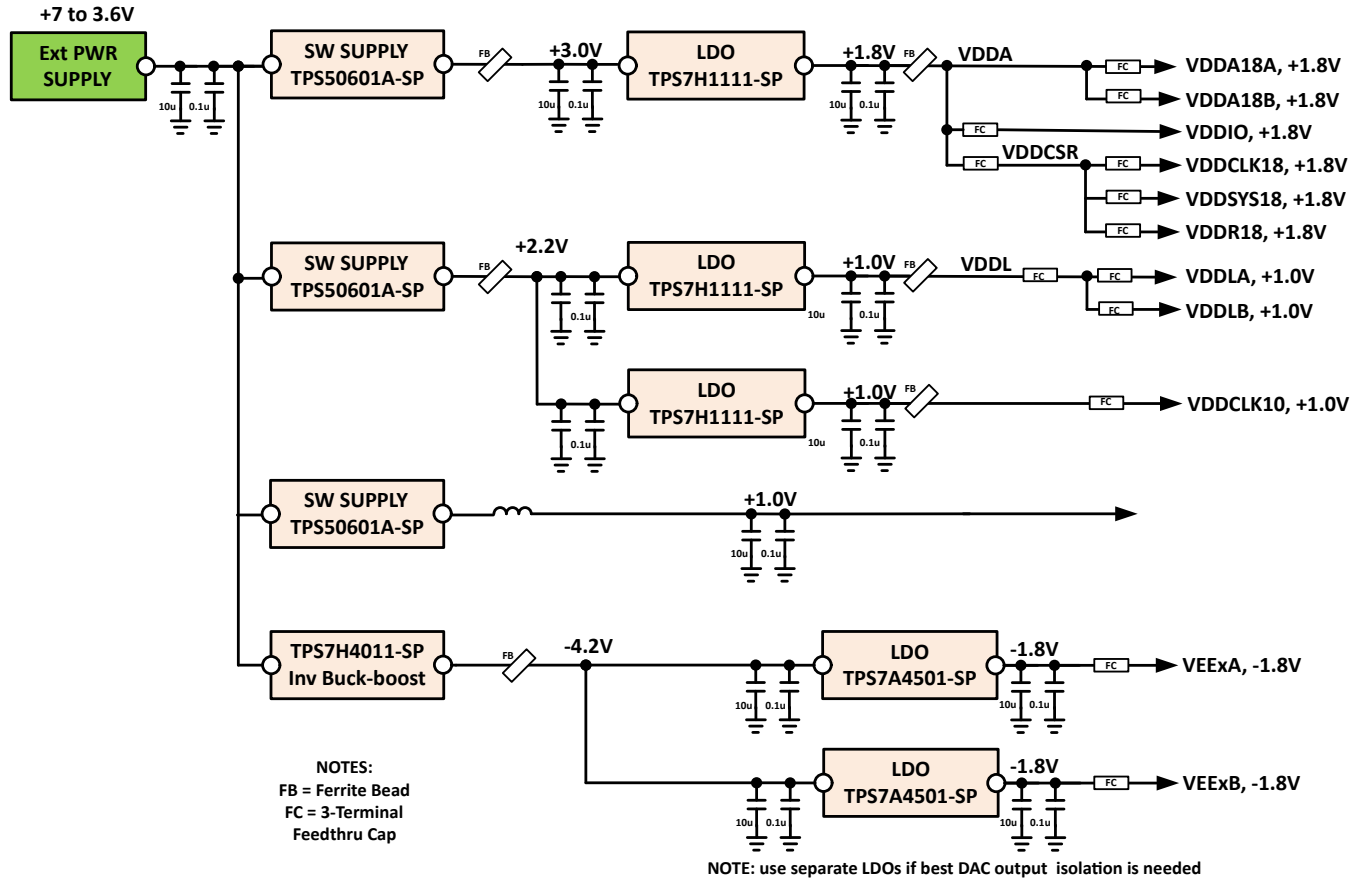 +7 to 3.6V
Ext PWR
SUPPLY
10u
0.1u
SW SUPPLY
TPS50601A-SP
FB
+3.0V
10u
0.1u
LDO
TPS7H1111-SP
+1.8V
10u
0.1u
FB
VDDA
FC
VDDA18A, +1.8V
FC
VDDA18B, +1.8V
FC
VDDIO, +1.8V
FC
VDDCSR
FC
VDDCLK18, +1.8V
FC
VDDSYS18, +1.8V
FC
VDDR18, +1.8V
SW SUPPLY
TPS50601A-SP
FB
+2.2V
0.1u
LDO
TPS7H1111-SP
+1.0V
10u
0.1u
FB
VDDL
FC
FC
VDDLA, +1.0V
FC
VDDLB, +1.0V
0.1u
LDO
TPS7H1111-SP
+1.0V
10u
0.1u
FB
FC
VDDCLK10, +1.0V
SW SUPPLY
TPS50601A-SP
+1.0V
10u
0.1u
TPS7H4011-SP
Inv Buck-boost
FB
-4.2V
10u
0.1u
LDO
TPS7A4501-SP
-1.8V
10u
0.1u
FC
VEExA, -1.8V
10u
0.1u
LDO
TPS7A4501-SP
-1.8V
10u
0.1u
FC
VEExB, -1.8V
NOTES:
FB = Ferrite Bead
FC = 3-Terminal
Feedthru Cap
NOTE: use separate LDOs if best DAC output isolation is needed